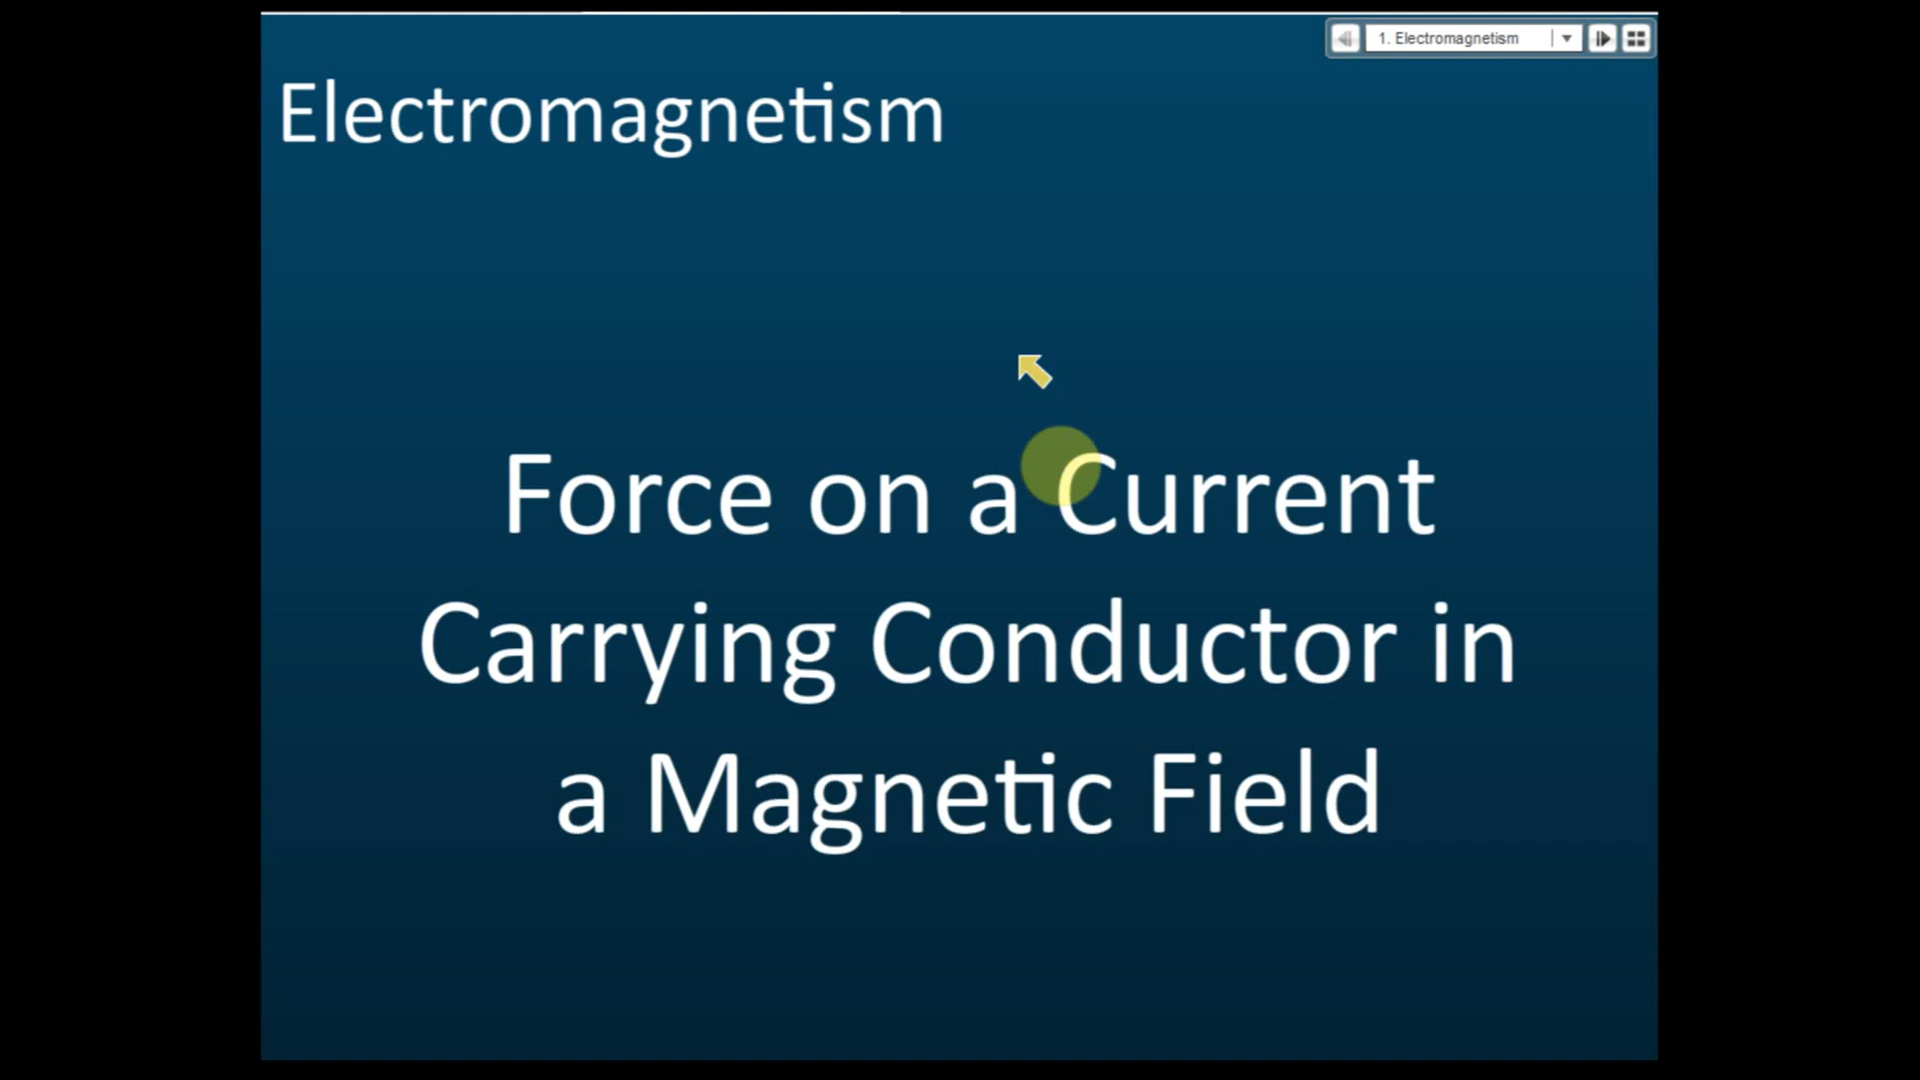 1. Electromagnetism
Electromagnetism
Force on a Current
Carrying Conductor in
a Magnetic Field